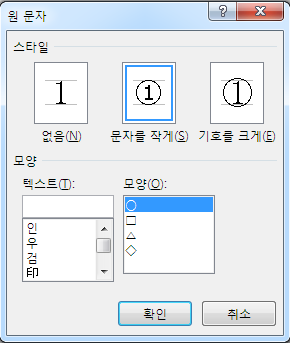 원 문자
스타일
1 ① ①
없음(N) 문자를 작게(S) 기호를 크게(E)
모양
텍스트(T): 모양(O):
인 ○
우 □
검 △
印 ◇
확인 취소